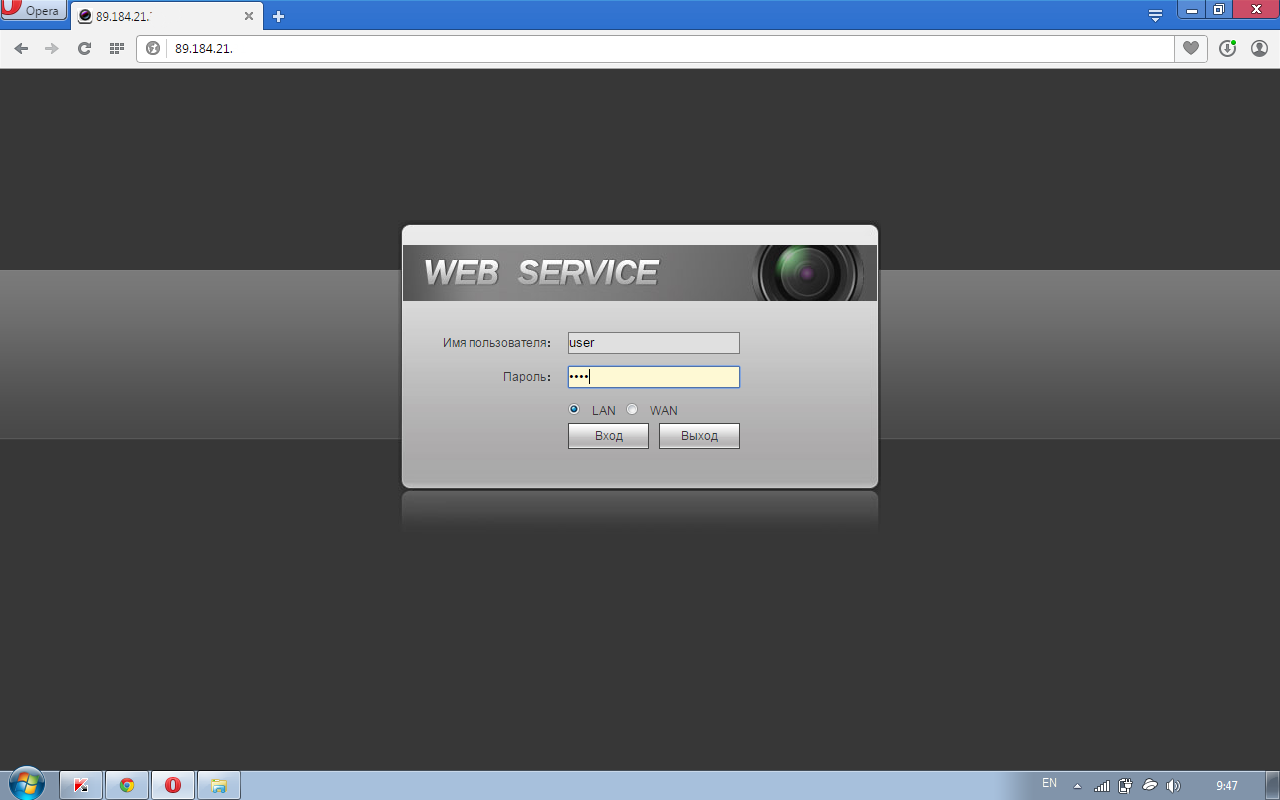 Opera
89.184.21.
89.184.21.
WEB SERVICE
Имя пользователя:
user
Пароль:
••••
LAN WAN
Вход Выход
EN
9:47